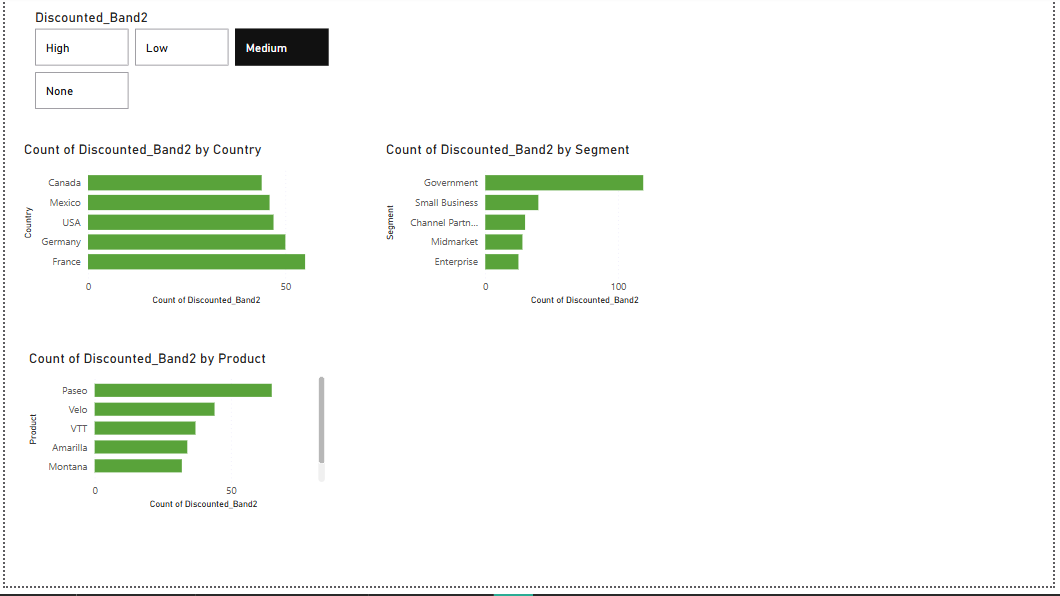 Discounted_Band2
High
Low
Medium
None
Count of Discounted_Band2 by Country
Country
Canada
Mexico
USA
Germany
France
0
50
Count of Discounted_Band2
Count of Discounted_Band2 by Segment
Segment
Government
Small Business
Channel Partn...
Midmarket
Enterprise
0
100
Count of Discounted_Band2
Count of Discounted_Band2 by Product
Product
Paseo
Velo
VTT
Amarilla
Montana
0
50
Count of Discounted_Band2